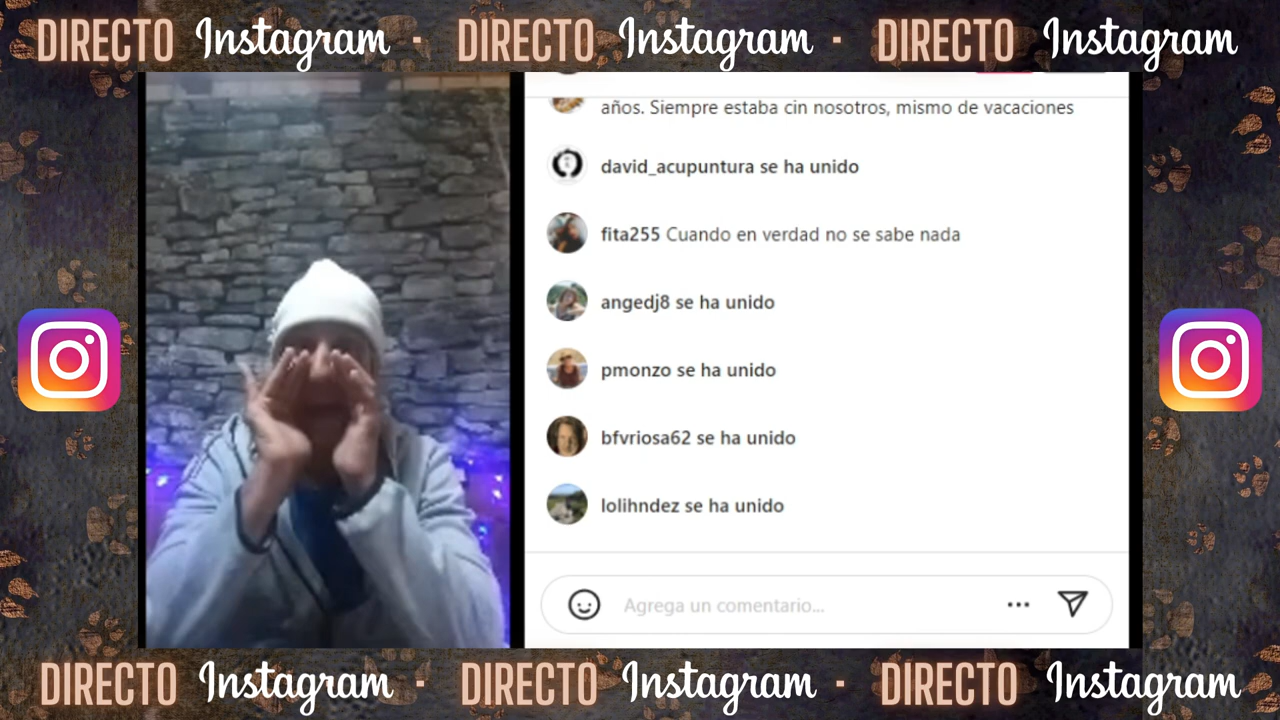 DIRECTO Instagram · DIRECTO Instagram · DIRECTO Instagram
años. Siempre estaba cin nosotros, mismo de vacaciones
david_acupuntura se ha unido
fita255 Cuando en verdad no se sabe nada
angedj8 se ha unido
pmonzo se ha unido
bfvriosa62 se ha unido
lolihndez se ha unido
Agrega un comentario...
DIRECTO Instagram · DIRECTO Instagram · DIRECTO Instagram